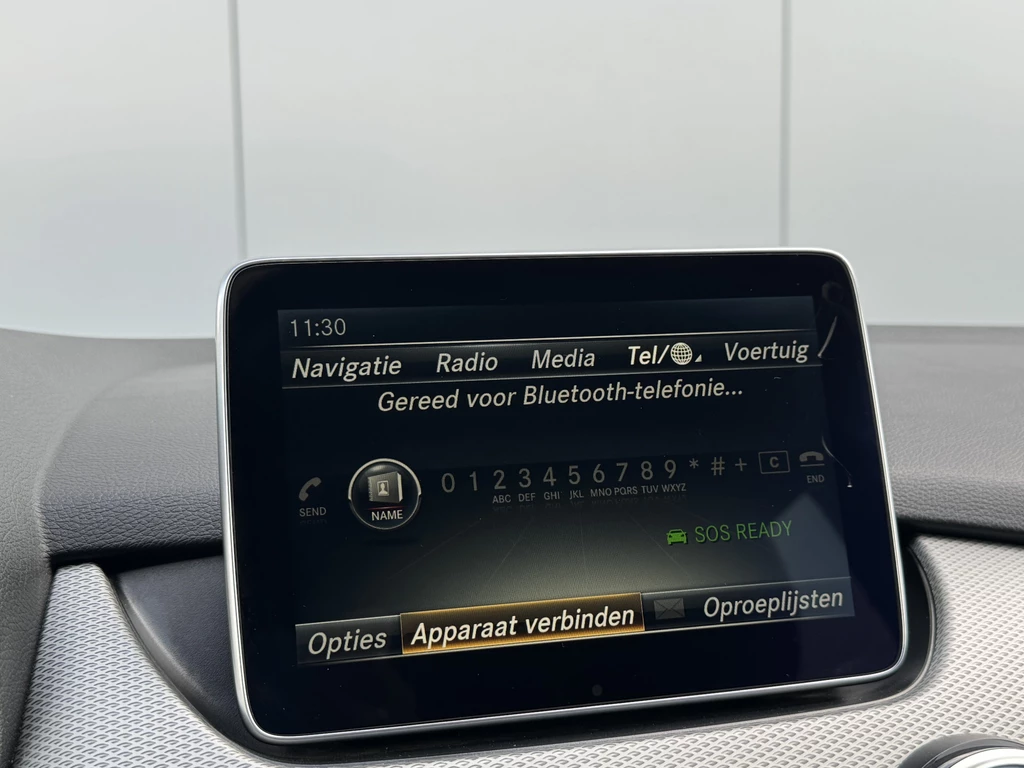 11:30
Navigatie Radio Media Tel/ Voertuig
Gereed voor Bluetooth-telefonie...
SEND NAME 0 1 2 3 4 5 6 7 8 9 * # + C END
ABC DEF GHI JKL MNO PQRS TUV WXYZ
SOS READY
Opties Apparaat verbinden Oproeplijsten